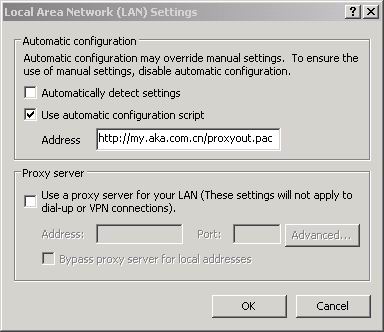 Local Area Network (LAN) Settings
Automatic configuration
Automatic configuration may override manual settings. To ensure the
use of manual settings, disable automatic configuration.
Automatically detect settings
Use automatic configuration script
Address http://my.aka.com.cn/proxyout.pac
Proxy server
Use a proxy server for your LAN (These settings will not apply to
dial-up or VPN connections).
Address: Port: Advanced...
Bypass proxy server for local addresses
OK Cancel